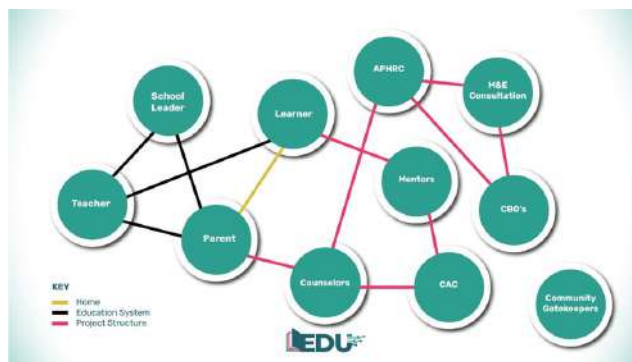 APHRC
H&E
Consultation
School
Leader
Learner
Mentors
Teacher
CBO's
Parent
Counselors
CAC
Community
Gatekeepers
KEY
Home
Education System
Project Structure
EDU